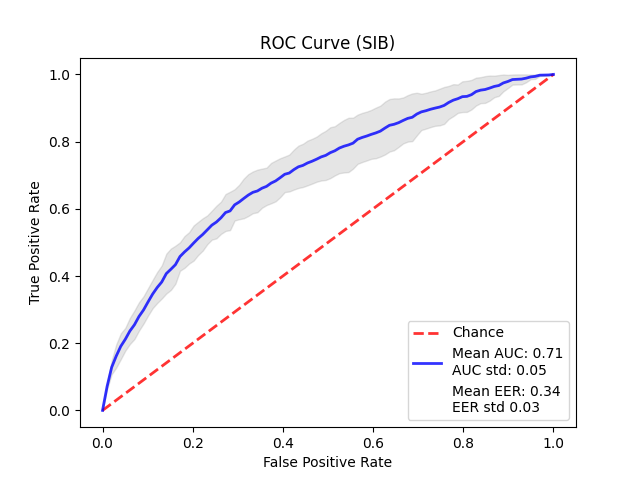 ROC Curve (SIB)
True Positive Rate
1.0
0.8
0.6
0.4
0.2
0.0
0.0 0.2 0.4 0.6 0.8 1.0
False Positive Rate
Chance
Mean AUC: 0.71
AUC std: 0.05
Mean EER: 0.34
EER std 0.03